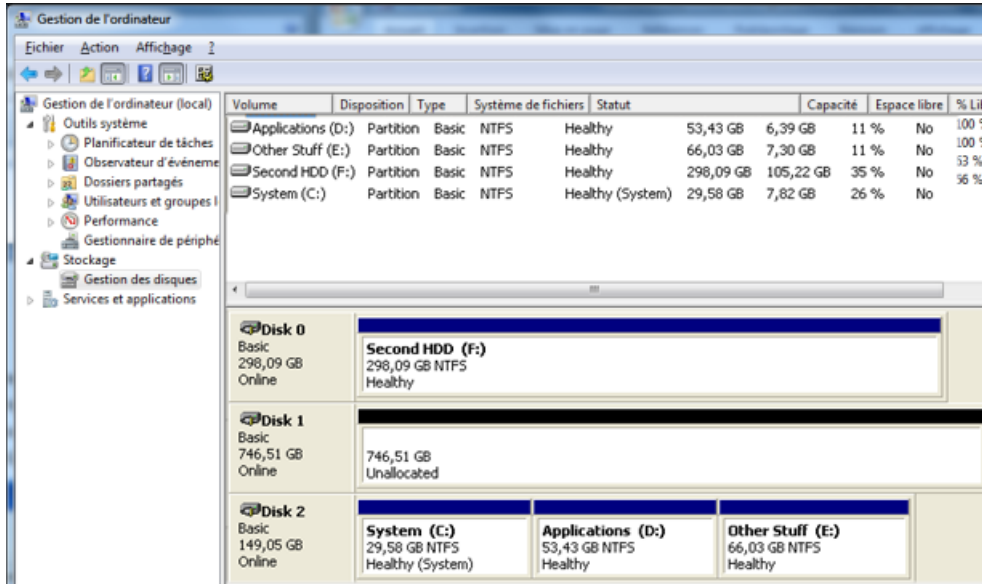 Gestion de l'ordinateur
Fichier Action Affichage ?
Gestion de l'ordinateur (local)
Outils système
Planificateur de tâches
Observateur d'événeme
Dossiers partagés
Utilisateurs et groupes l
Performance
Gestionnaire de périphé
Stockage
Gestion des disques
Services et applications
Volume Disposition Type Système de fichiers Statut Capacité Espace libre % Li
Applications (D:) Partition Basic NTFS Healthy 53,43 GB 6,39 GB 11 % No 100 %
Other Stuff (E:) Partition Basic NTFS Healthy 66,03 GB 7,30 GB 11 % No 100 %
Second HDD (F:) Partition Basic NTFS Healthy 298,09 GB 105,22 GB 35 % No 53 %
System (C:) Partition Basic NTFS Healthy (System) 29,58 GB 7,82 GB 26 % No 56 %
Disk 0
Basic
298,09 GB
Online
Second HDD (F:)
298,09 GB NTFS
Healthy
Disk 1
Basic
746,51 GB
Online
746,51 GB
Unallocated
Disk 2
Basic
149,05 GB
Online
System (C:)
29,58 GB NTFS
Healthy (System)
Applications (D:)
53,43 GB NTFS
Healthy
Other Stuff (E:)
66,03 GB NTFS
Healthy